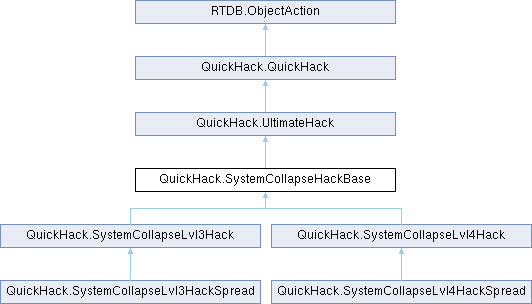 RTDB.ObjectAction
QuickHack.QuickHack
QuickHack.UltimateHack
QuickHack.SystemCollapseHackBase
QuickHack.SystemCollapseLvl3Hack
QuickHack.SystemCollapseLvl4Hack
QuickHack.SystemCollapseLvl3HackSpread
QuickHack.SystemCollapseLvl4HackSpread